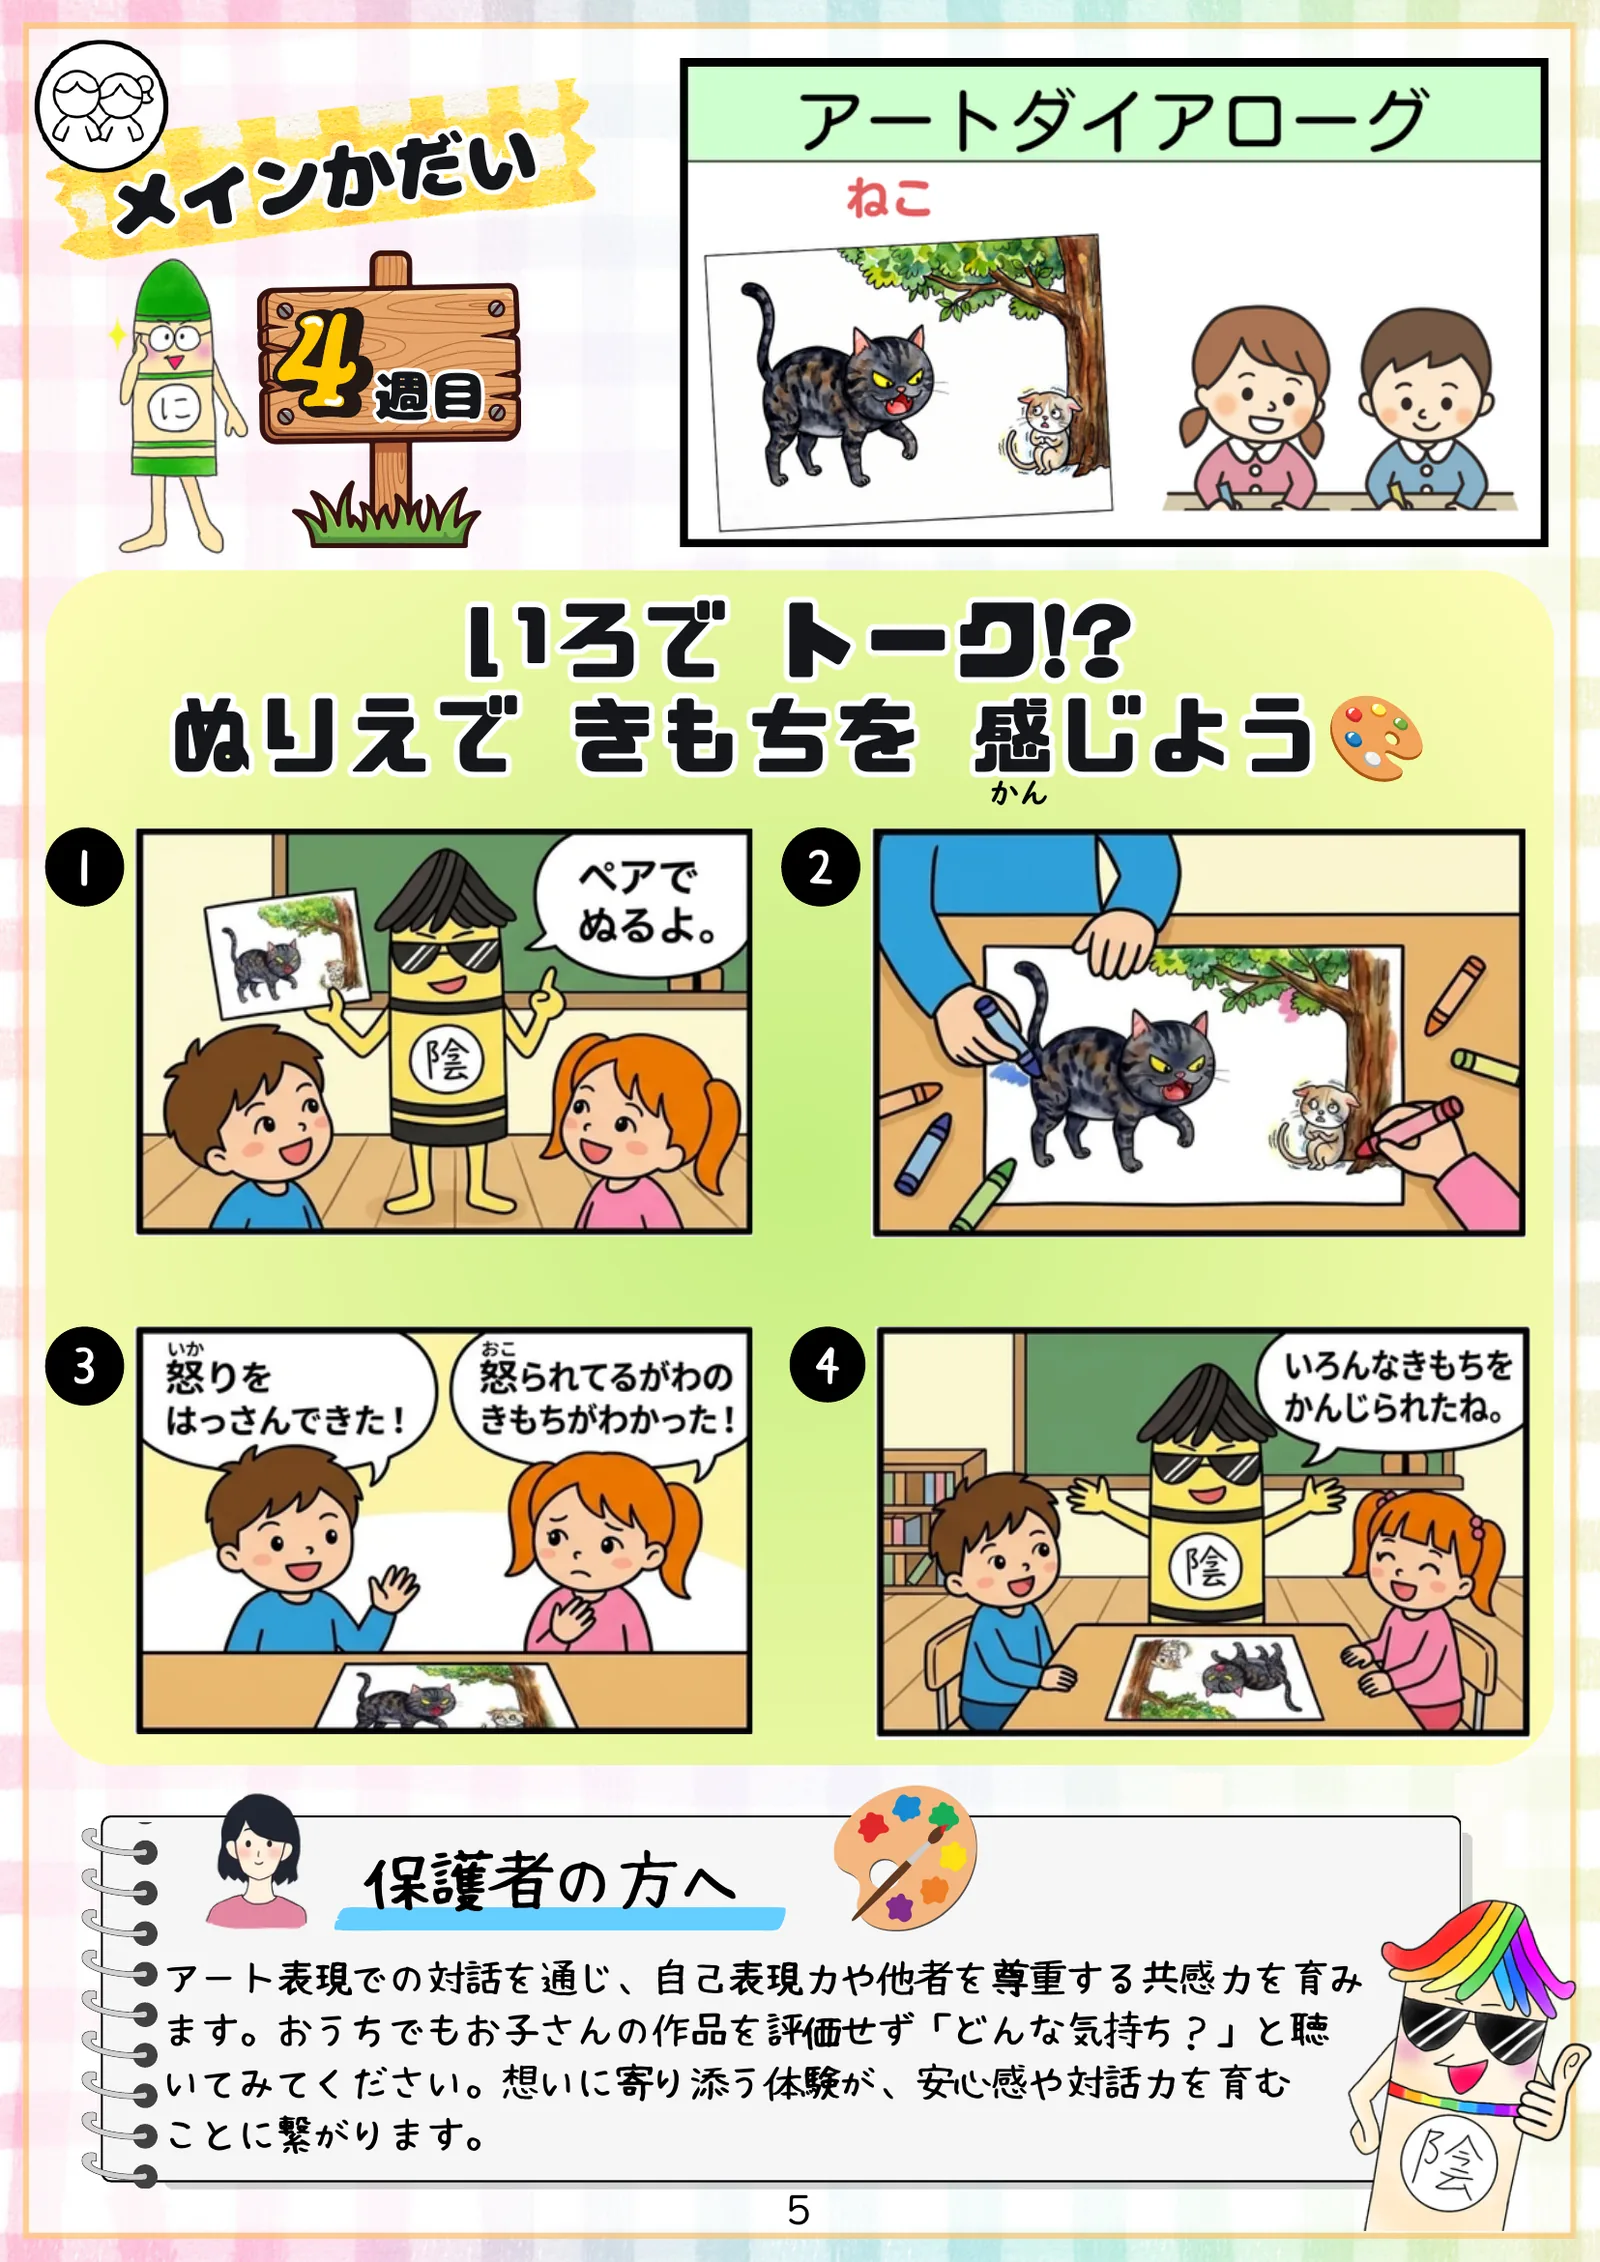 メインかだい
に
4週目
アートダイアローグ
ねこ
いろで トーク!?
ぬりえで きもちを 感じよう
かん
1
ペアで
ぬるよ。
陰
2
3
いか
怒りを
はっさんできた!
おこ
怒られてるがわの
きもちがわかった!
4
いろんなきもちを
かんじられたね。
陰
保護者の方へ
アート表現での対話を通じ、自己表現力や他者を尊重する共感力を育み
ます。おうちでもお子さんの作品を評価せず「どんな気持ち?」と聴
いてみてください。想いに寄り添う体験が、安心感や対話力を育む
ことに繋がります。
陰
5